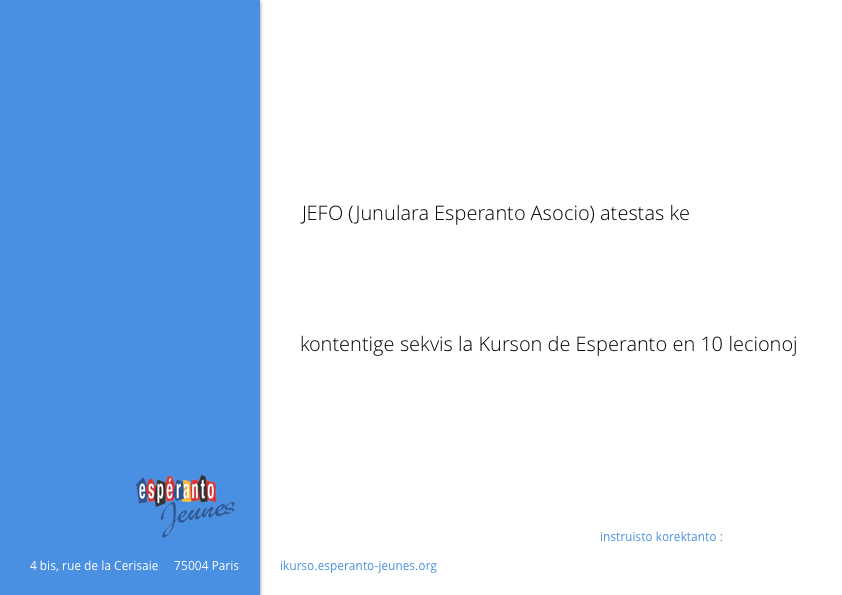 JEFO (Junulara Esperanto Asocio) atestas ke
kontentige sekvis la Kurson de Esperanto en 10 lecionoj
espéranto
Jeunes
instruisto korektanto :
4 bis, rue de la Cerisaie 75004 Paris
ikurso.esperanto-jeunes.org